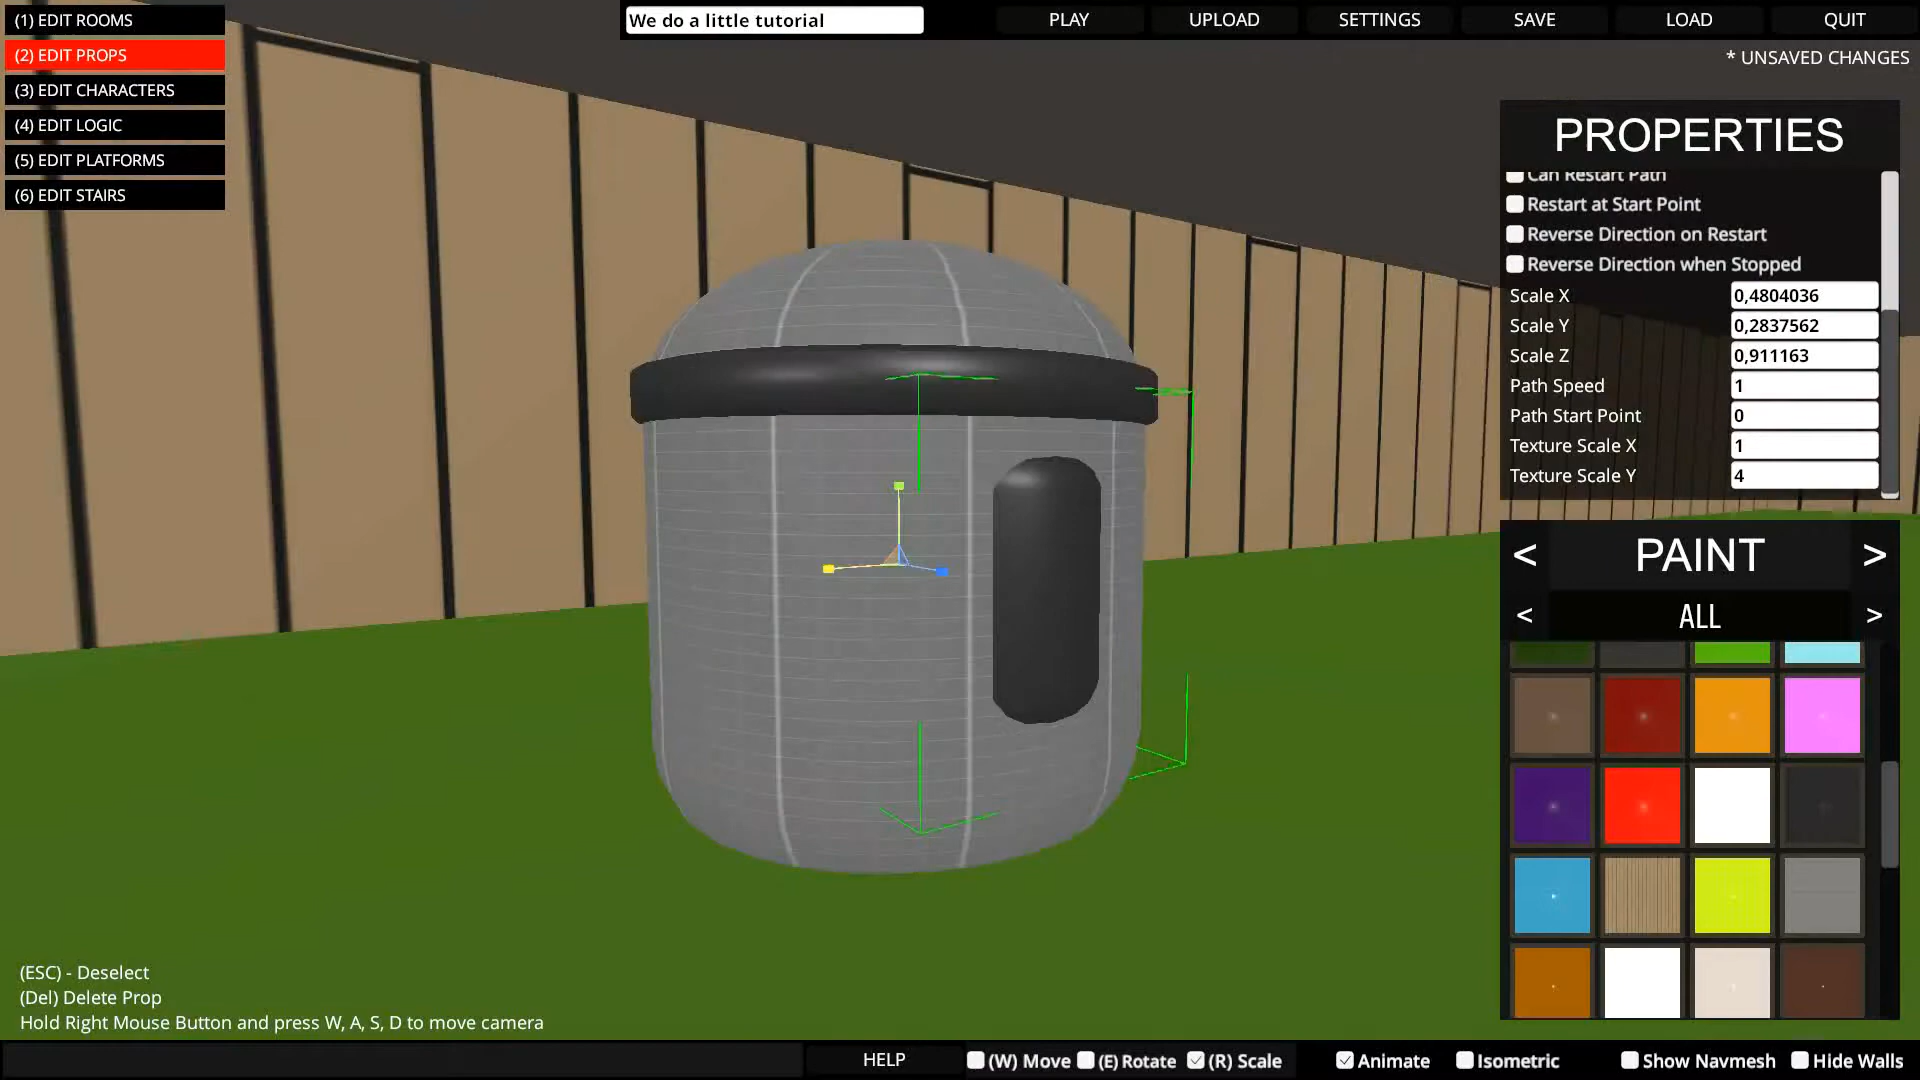 (1) EDIT ROOMS
(2) EDIT PROPS
(3) EDIT CHARACTERS
(4) EDIT LOGIC
(5) EDIT PLATFORMS
(6) EDIT STAIRS
We do a little tutorial
PLAY
UPLOAD
SETTINGS
SAVE
LOAD
QUIT
* UNSAVED CHANGES
PROPERTIES
Can Restart Path
Restart at Start Point
Reverse Direction on Restart
Reverse Direction when Stopped
Scale X 0,4804036
Scale Y 0,2837562
Scale Z 0,911163
Path Speed 1
Path Start Point 0
Texture Scale X 1
Texture Scale Y 4
< PAINT >
< ALL >
(ESC) - Deselect
(Del) Delete Prop
Hold Right Mouse Button and press W, A, S, D to move camera
HELP
(W) Move
(E) Rotate
(R) Scale
Animate
Isometric
Show Navmesh
Hide Walls